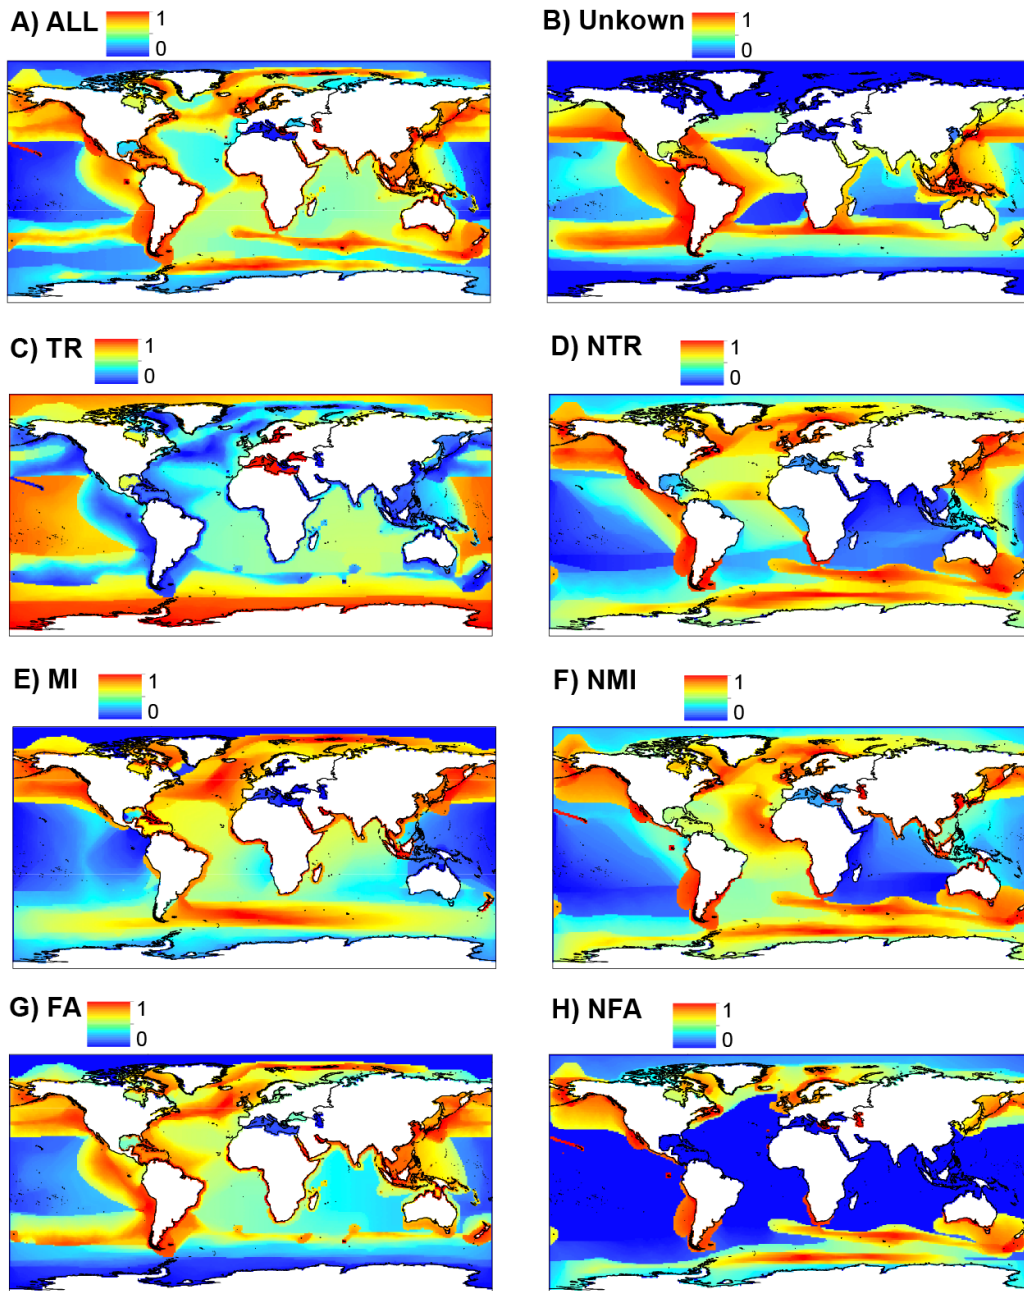 A) ALL 1 0
B) Unkown 1 0
C) TR 1 0
D) NTR 1 0
E) MI 1 0
F) NMI 1 0
G) FA 1 0
H) NFA 1 0